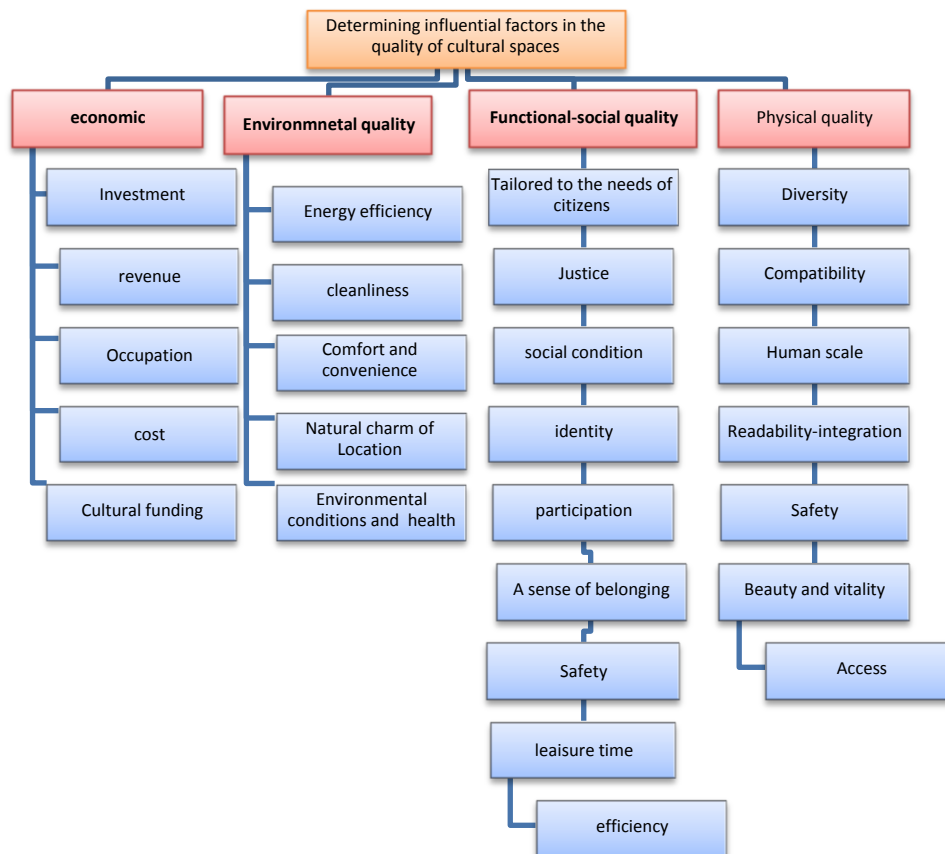 Determining influential factors in the
quality of cultural spaces
economic
Environmnetal quality
Functional-social quality
Physical quality
Investment
revenue
Occupation
cost
Cultural funding
Energy efficiency
cleanliness
Comfort and
convenience
Natural charm of
Location
Environmental
conditions and health
Tailored to the needs of
citizens
Justice
social condition
identity
participation
A sense of belonging
Safety
leaisure time
efficiency
Diversity
Compatibility
Human scale
Readability-integration
Safety
Beauty and vitality
Access